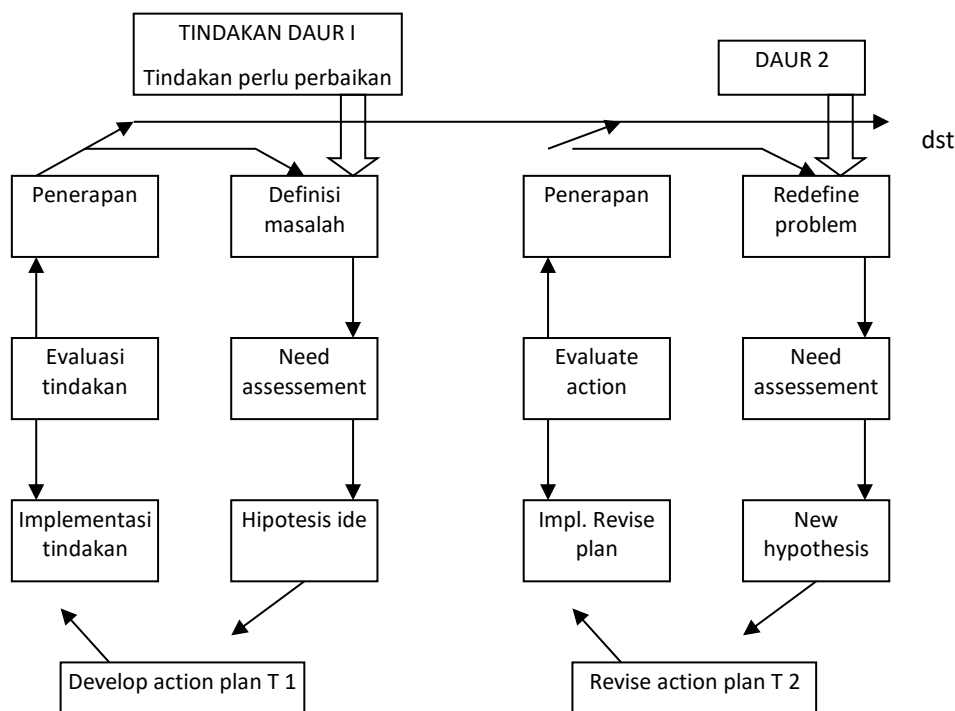 TINDAKAN DAUR I
Tindakan perlu perbaikan
DAUR 2
dst
Penerapan
Definisi
masalah
Penerapan
Redefine
problem
Evaluasi
tindakan
Need
assessement
Evaluate
action
Need
assessement
Implementasi
tindakan
Hipotesis ide
Impl. Revise
plan
New
hypothesis
Develop action plan T 1
Revise action plan T 2